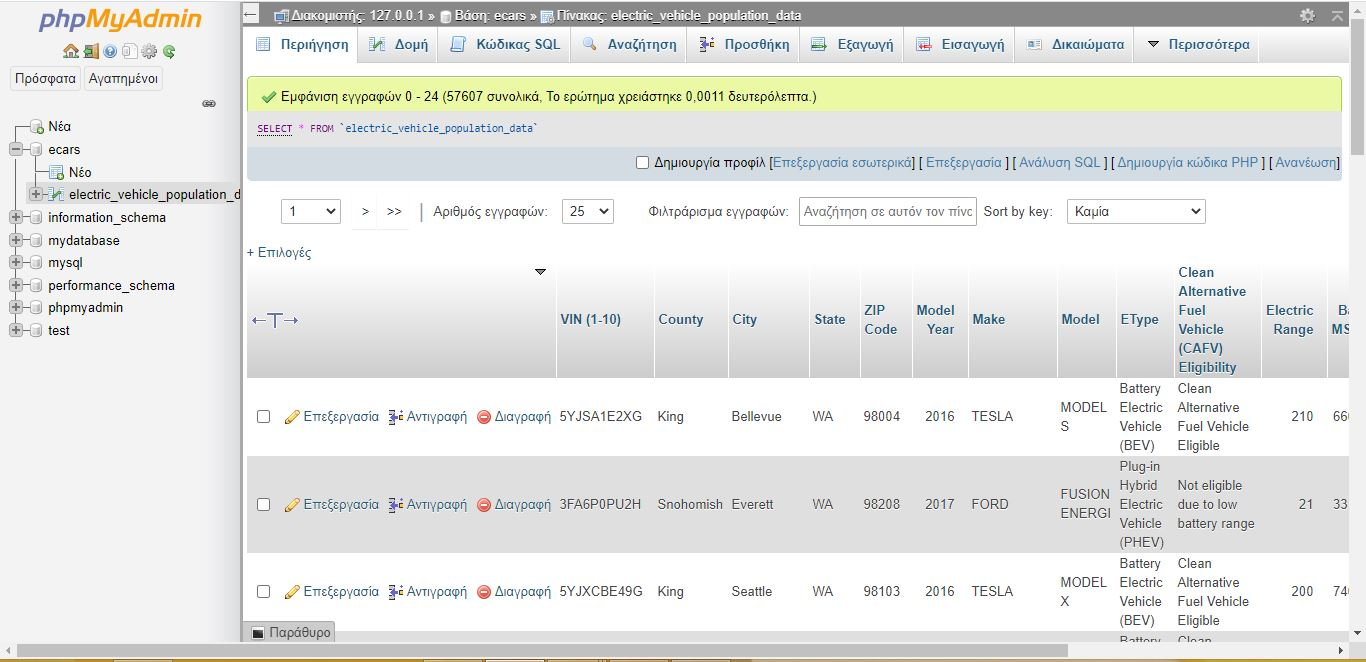 phpMyAdmin
Πρόσφατα Αγαπημένοι
Νέα
ecars
Νέο
electric_vehicle_population_d
information_schema
mydatabase
mysql
performance_schema
phpmyadmin
test
Διακομιστής: 127.0.0.1 » Βάση: ecars » Πίνακας: electric_vehicle_population_data
Περιήγηση Δομή Κώδικας SQL Αναζήτηση Προσθήκη Εξαγωγή Εισαγωγή Δικαιώματα Περισσότερα
Εμφάνιση εγγραφών 0 - 24 (57607 συνολικά, Το ερώτημα χρειάστηκε 0,0011 δευτερόλεπτα.)
SELECT * FROM `electric_vehicle_population_data`
Δημιουργία προφίλ [Επεξεργασία εσωτερικά] [ Επεξεργασία ] [ Ανάλυση SQL ] [ Δημιουργία κώδικα PHP ] [ Ανανέωση]
1 > >> | Αριθμός εγγραφών: 25 Φιλτράρισμα εγγραφών: Αναζήτηση σε αυτόν τον πίνα Sort by key: Καμία
+ Επιλογές
←T→ VIN (1-10) County City State ZIP Code Model Year Make Model EType Clean Alternative Fuel Vehicle (CAFV) Eligibility Electric Range Ba MS
Επεξεργασία Αντιγραφή Διαγραφή 5YJSA1E2XG King Bellevue WA 98004 2016 TESLA MODEL S Battery Electric Vehicle (BEV) Clean Alternative Fuel Vehicle Eligible 210 660
Επεξεργασία Αντιγραφή Διαγραφή 3FA6P0PU2H Snohomish Everett WA 98208 2017 FORD FUSION ENERGI Plug-in Hybrid Electric Vehicle (PHEV) Not eligible due to low battery range 21 33
Επεξεργασία Αντιγραφή Διαγραφή 5YJXCBE49G King Seattle WA 98103 2016 TESLA MODEL X Battery Electric Vehicle (BEV) Clean Alternative Fuel Vehicle Eligible 200 740
Battery Clean
Παράθυρο